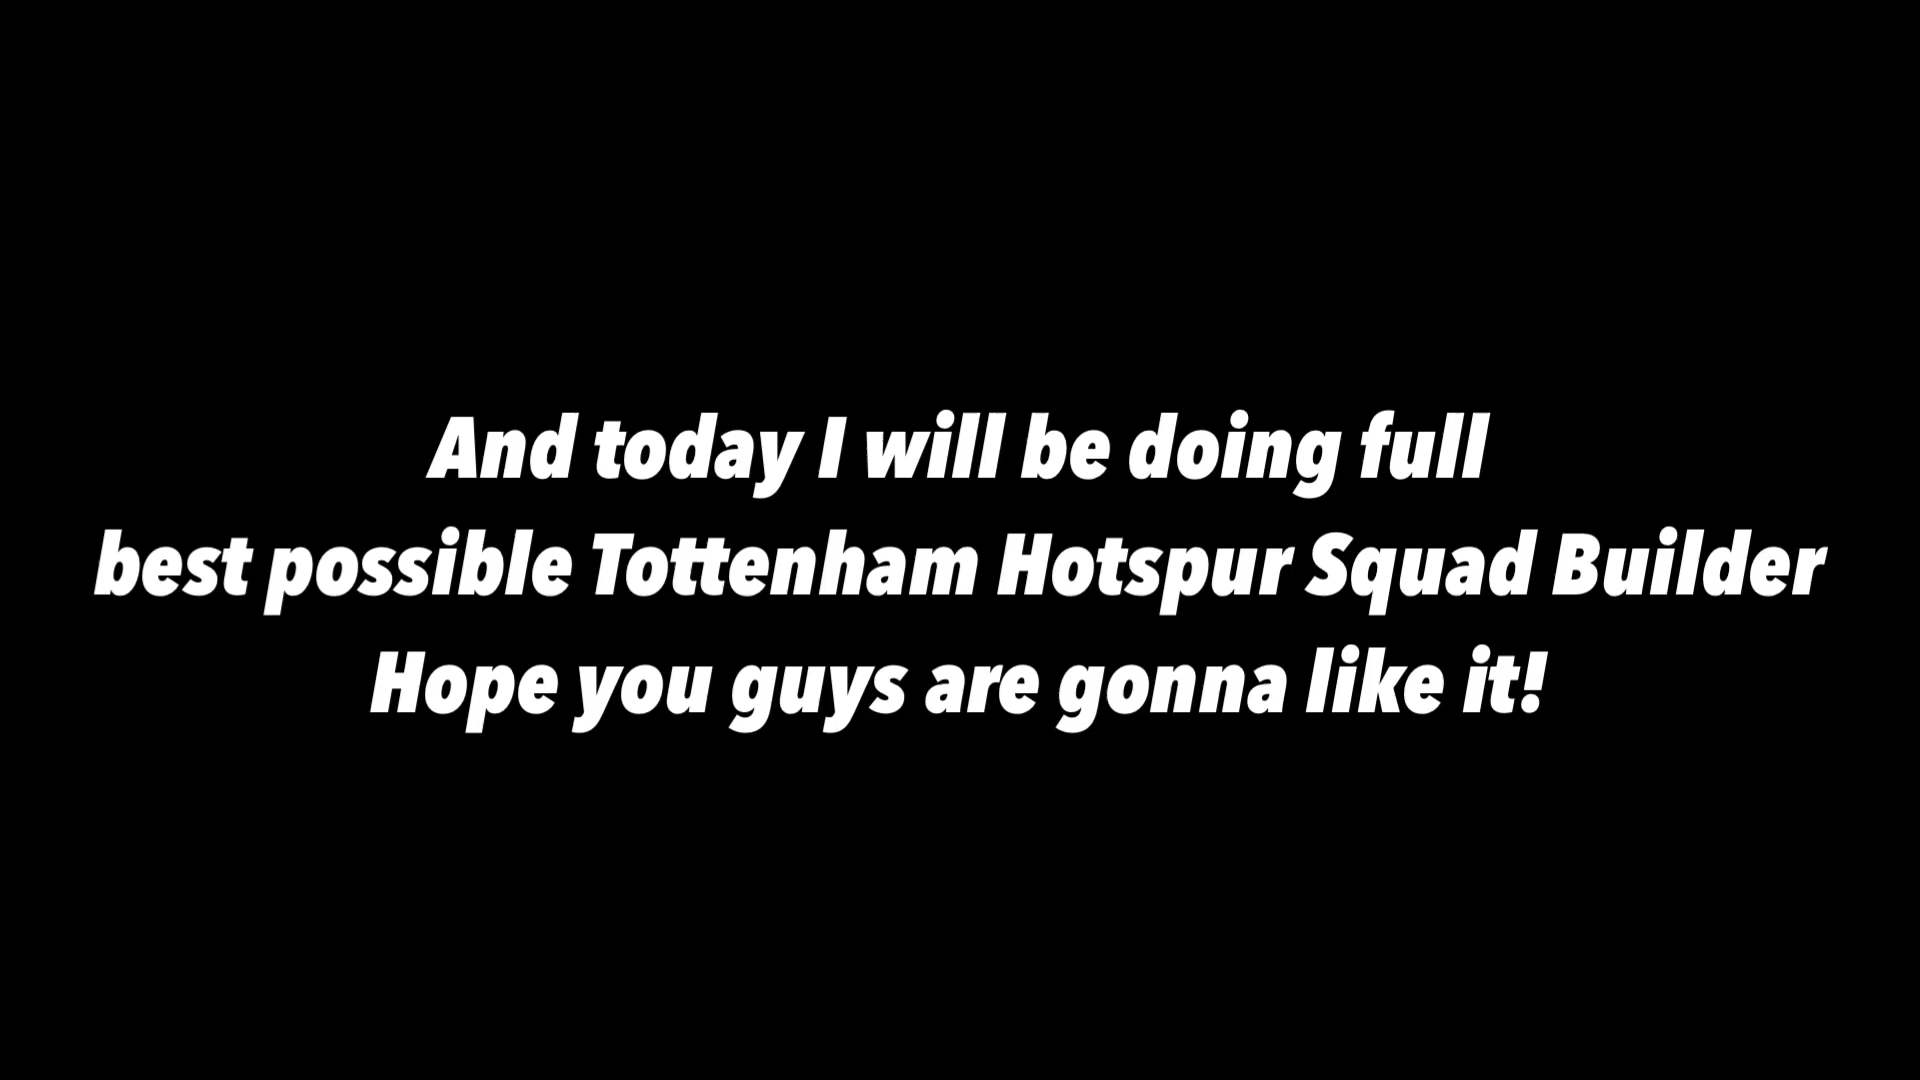 And today I will be doing full
best possible Tottenham Hotspur Squad Builder
Hope you guys are gonna like it!